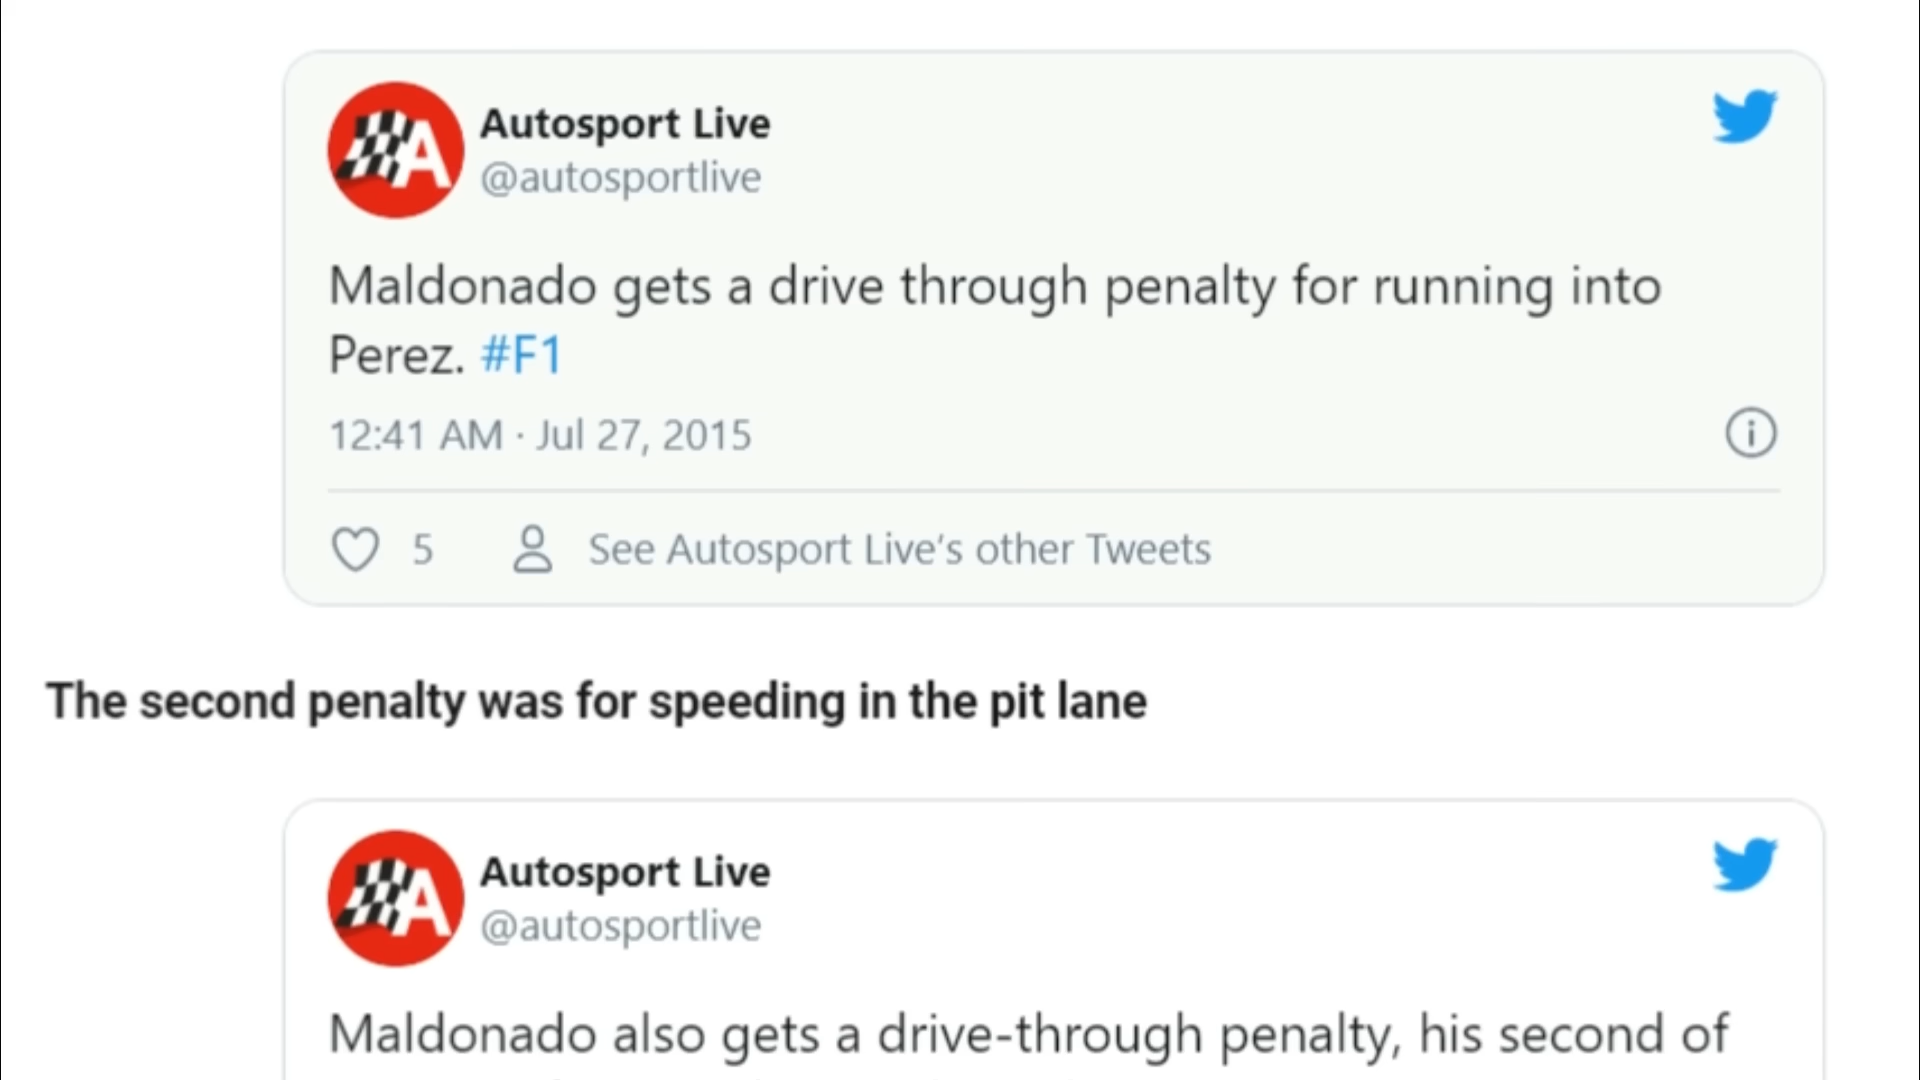 Autosport Live
@autosportlive
Maldonado gets a drive through penalty for running into
Perez. #F1
12:41 AM · Jul 27, 2015
5 See Autosport Live's other Tweets
The second penalty was for speeding in the pit lane
Autosport Live
@autosportlive
Maldonado also gets a drive-through penalty, his second of